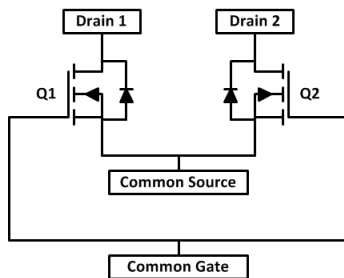 Drain 1
Drain 2
Q1
Q2
Common Source
Common Gate